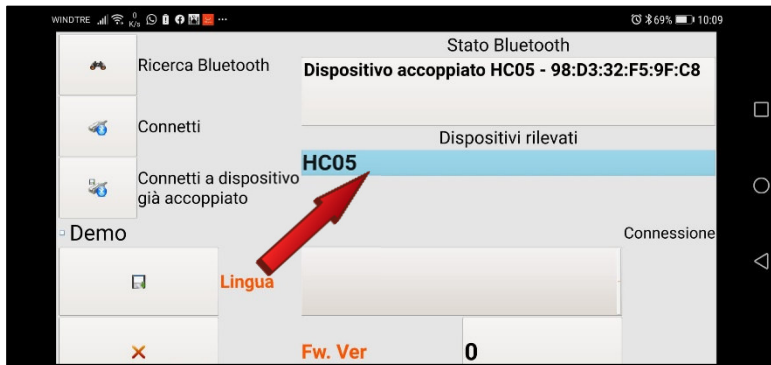 WINDTRE 0 K/s 69% 10:09
Stato Bluetooth
Ricerca Bluetooth
Dispositivo accoppiato HC05 - 98:D3:32:F5:9F:C8
Connetti
Dispositivi rilevati
HC05
Connetti a dispositivo
già accoppiato
Demo
Connessione
Lingua
Fw. Ver
0